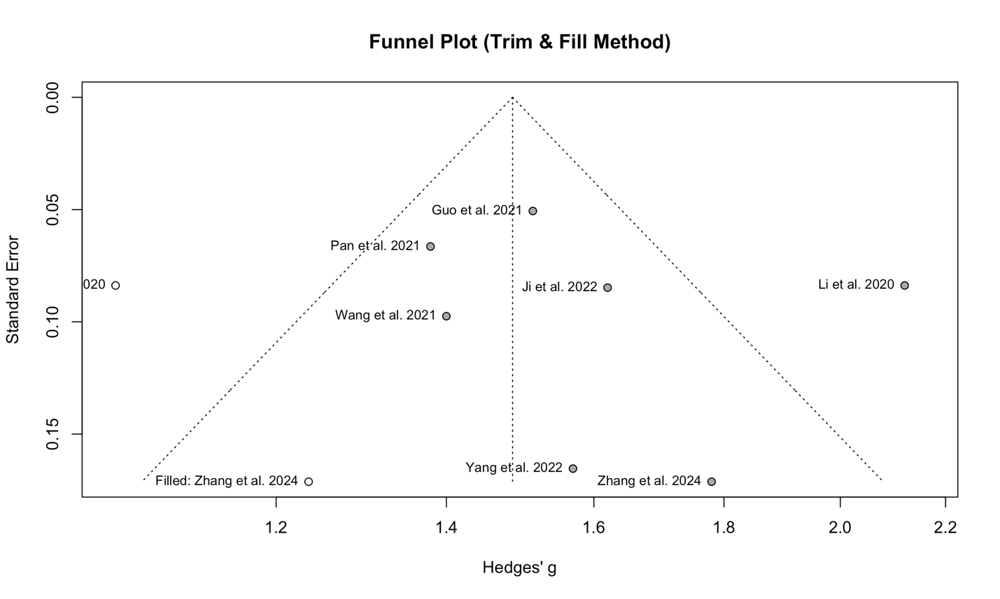 Funnel Plot (Trim & Fill Method)
Standard Error
0.00
0.05
0.10
0.15
Guo et al. 2021
Pan et al. 2021
020
Ji et al. 2022
Li et al. 2020
Wang et al. 2021
Yang et al. 2022
Filled: Zhang et al. 2024
Zhang et al. 2024
1.2
1.4
1.6
1.8
2.0
2.2
Hedges' g